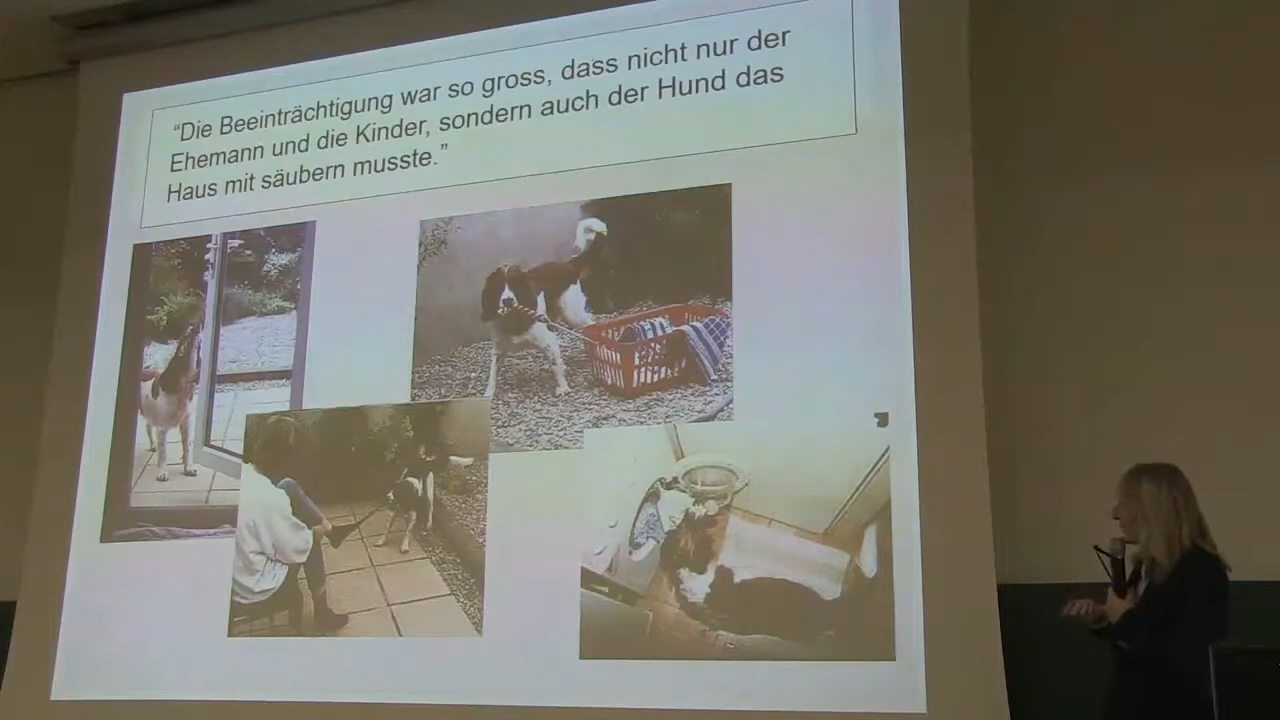 “Die Beeinträchtigung war so gross, dass nicht nur der
Ehemann und die Kinder, sondern auch der Hund das
Haus mit säubern musste.”